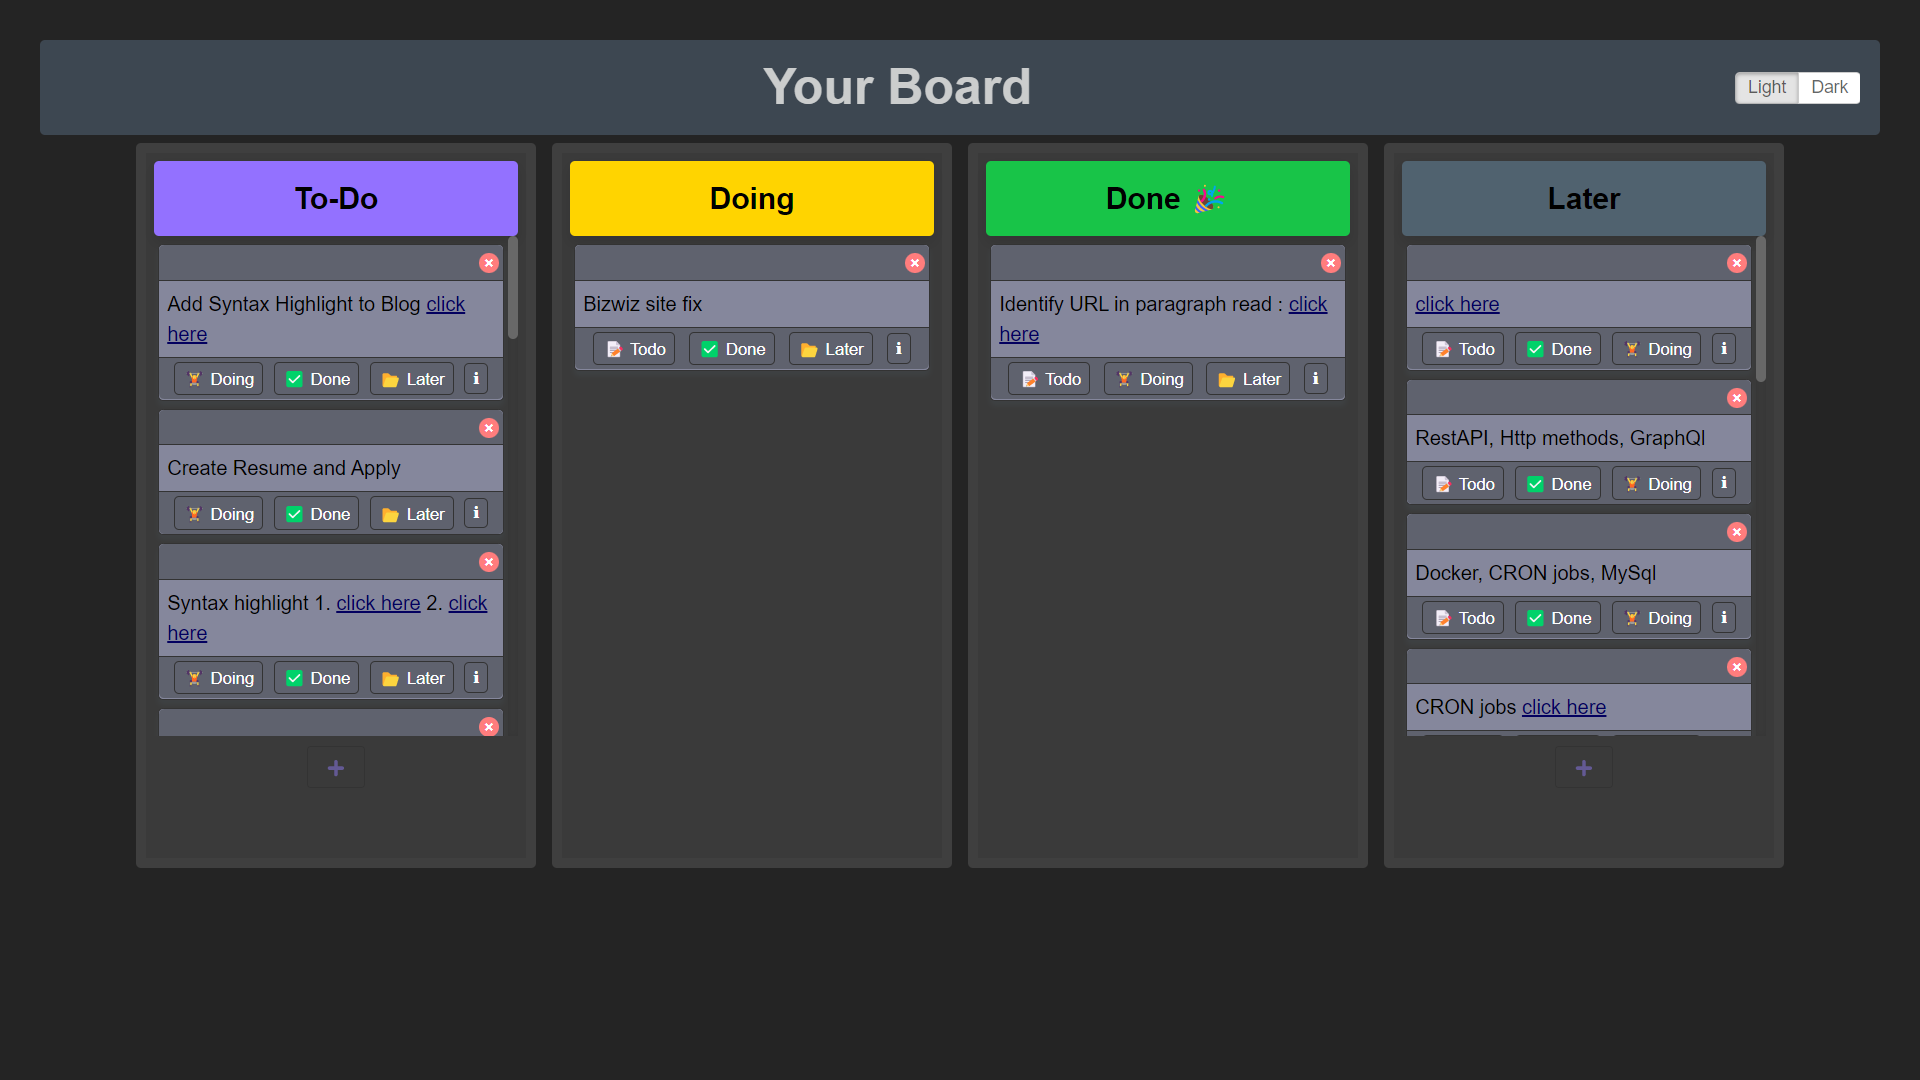 Your Board
Light Dark
To-Do
Add Syntax Highlight to Blog click
here
Doing Done Later i
Create Resume and Apply
Doing Done Later i
Syntax highlight 1. click here 2. click
here
Doing Done Later i
+
Doing
Bizwiz site fix
Todo Done Later i
Done
Identify URL in paragraph read : click
here
Todo Doing Later i
Later
click here
Todo Done Doing i
RestAPI, Http methods, GraphQl
Todo Done Doing i
Docker, CRON jobs, MySql
Todo Done Doing i
CRON jobs click here
+